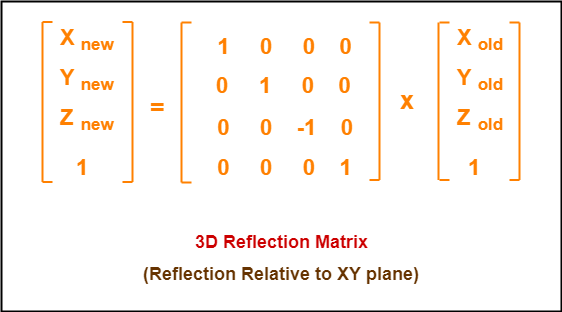 X new 1 0 0 0 X old
Y new 0 1 0 0 Y old
Z new = 0 0 -1 0 x Z old
1 0 0 0 1 1
3D Reflection Matrix
(Reflection Relative to XY plane)